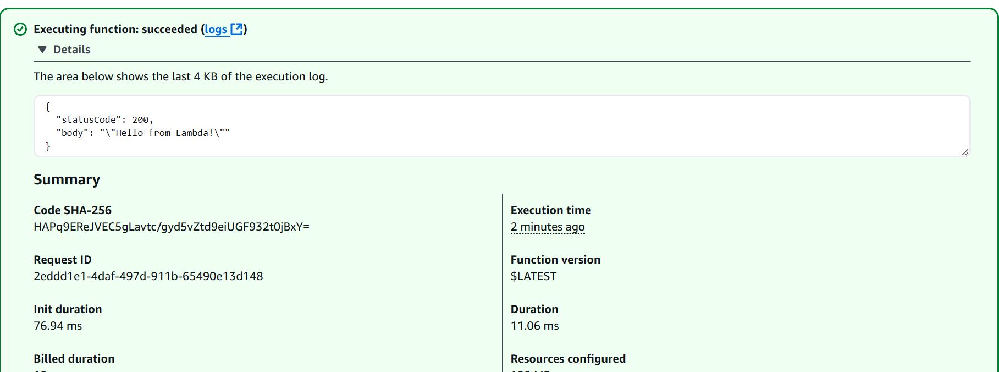 Executing function: succeeded (logs)
Details
The area below shows the last 4 KB of the execution log.
{
"statusCode": 200,
"body": "\"Hello from Lambda!\""
}
Summary
Code SHA-256
HAPq9EReJVEC5gLavtc/gyd5vZtd9eiUGF932t0jBxY=
Execution time
2 minutes ago
Request ID
2eddd1e1-4daf-497d-911b-65490e13d148
Function version
$LATEST
Init duration
76.94 ms
Duration
11.06 ms
Billed duration
Resources configured